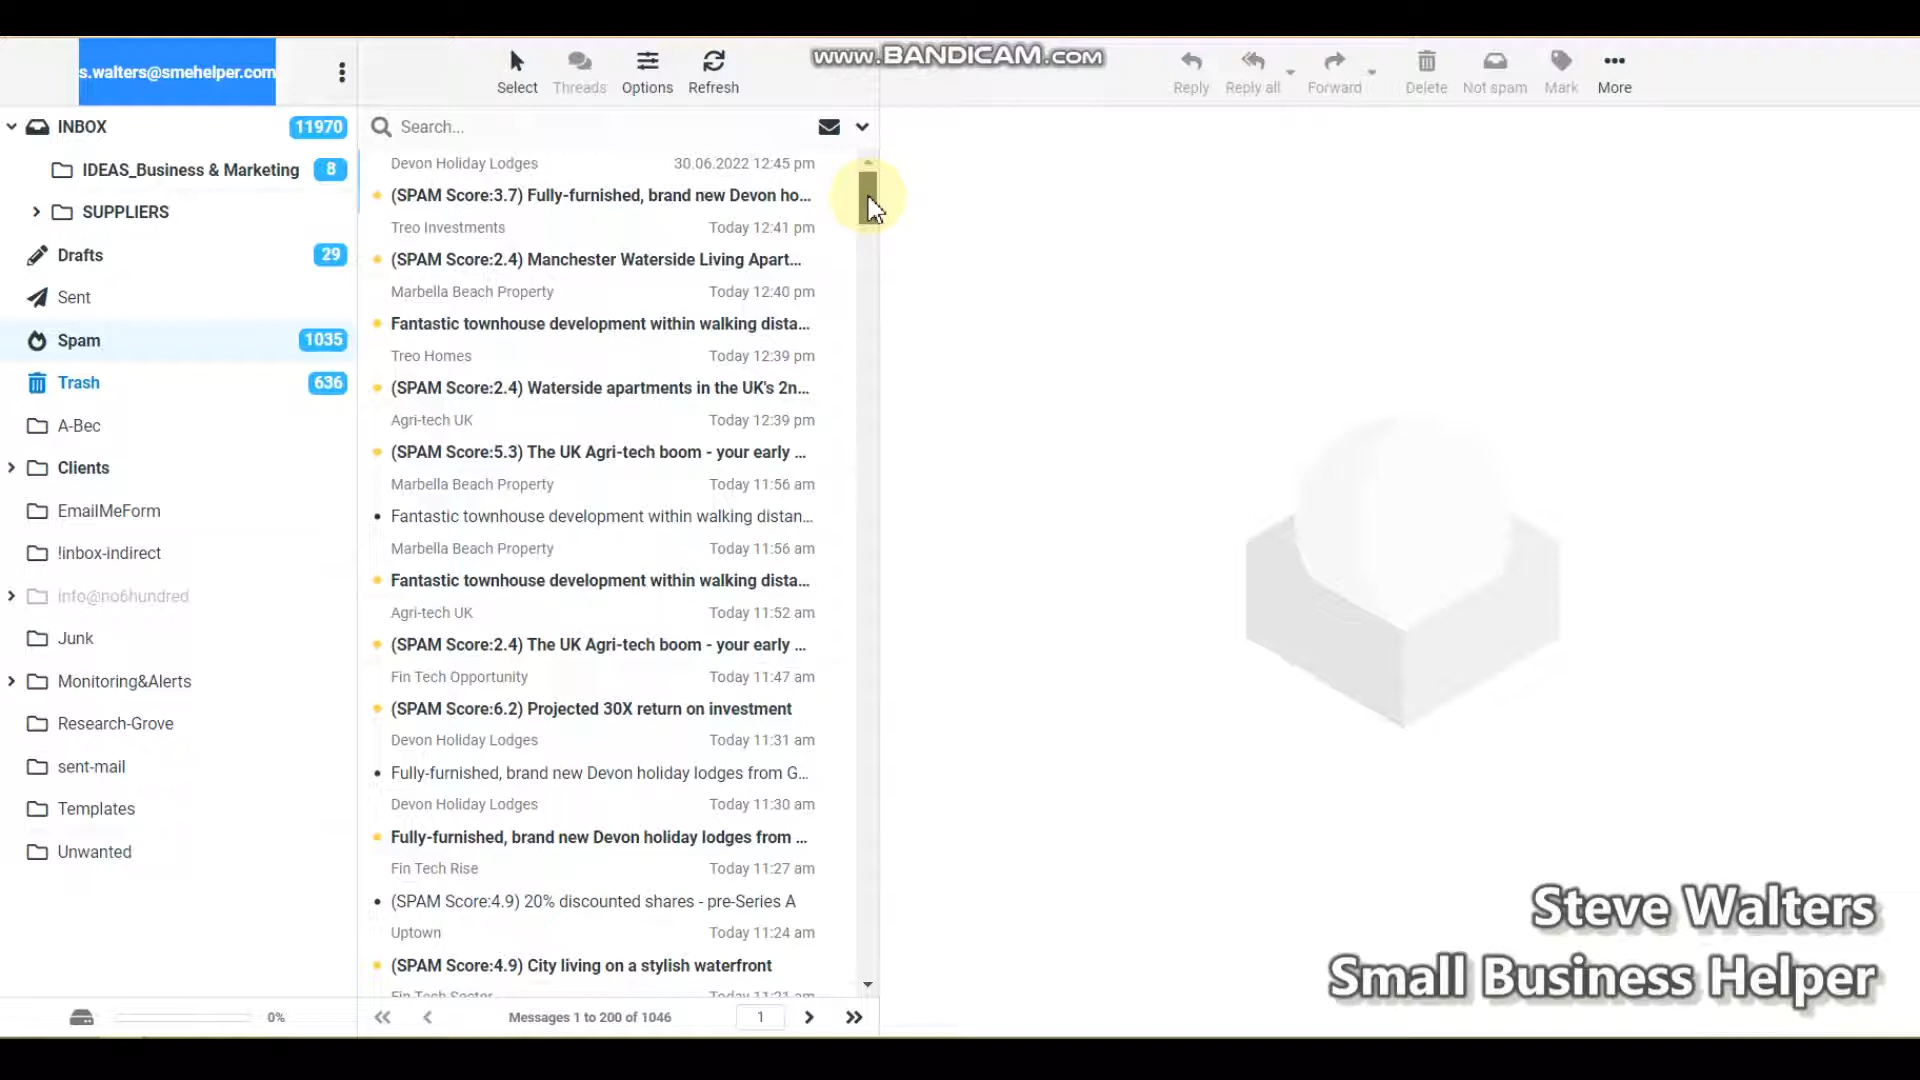 www.BANDICAM.com
s.walters@smehelper.com
Select
Threads
Options
Refresh
Reply
Reply all
Forward
Delete
Not spam
Mark
More
INBOX 11970
IDEAS_Business & Marketing 8
SUPPLIERS
Drafts 29
Sent
Spam 1035
Trash 636
A-Bec
Clients
EmailMeForm
!inbox-indirect
info@no6hundred
Junk
Monitoring&Alerts
Research-Grove
sent-mail
Templates
Unwanted
0%
Search...
Devon Holiday Lodges 30.06.2022 12:45 pm
(SPAM Score:3.7) Fully-furnished, brand new Devon ho...
Treo Investments Today 12:41 pm
(SPAM Score:2.4) Manchester Waterside Living Apart...
Marbella Beach Property Today 12:40 pm
Fantastic townhouse development within walking dista...
Treo Homes Today 12:39 pm
(SPAM Score:2.4) Waterside apartments in the UK's 2n...
Agri-tech UK Today 12:39 pm
(SPAM Score:5.3) The UK Agri-tech boom - your early ...
Marbella Beach Property Today 11:56 am
Fantastic townhouse development within walking distan...
Marbella Beach Property Today 11:56 am
Fantastic townhouse development within walking dista...
Agri-tech UK Today 11:52 am
(SPAM Score:2.4) The UK Agri-tech boom - your early ...
Fin Tech Opportunity Today 11:47 am
(SPAM Score:6.2) Projected 30X return on investment
Devon Holiday Lodges Today 11:31 am
Fully-furnished, brand new Devon holiday lodges from G...
Devon Holiday Lodges Today 11:30 am
Fully-furnished, brand new Devon holiday lodges from ...
Fin Tech Rise Today 11:27 am
(SPAM Score:4.9) 20% discounted shares - pre-Series A
Uptown Today 11:24 am
(SPAM Score:4.9) City living on a stylish waterfront
Fin Tech Sector Today 11:21 am
Messages 1 to 200 of 1046
1
Steve Walters
Small Business Helper